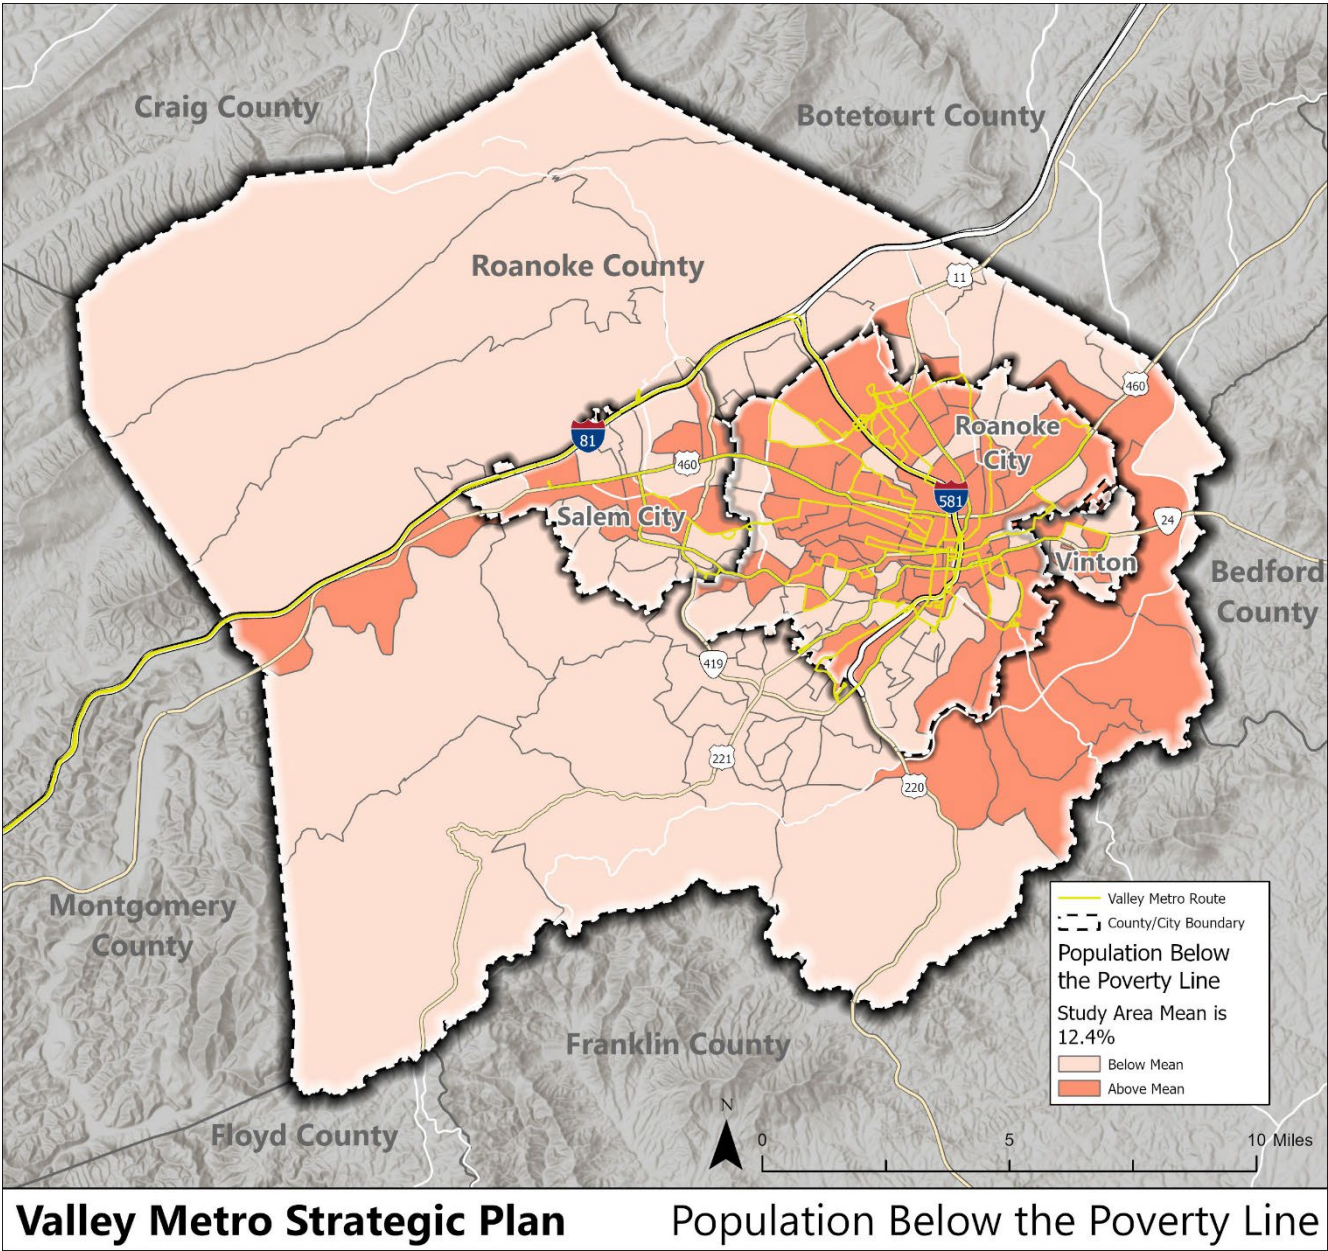 Craig County
Botetourt County
Roanoke County
11
460
Roanoke
City
81
460
581
Salem City
24
Vinton
Bedford
County
419
221
220
Montgomery
County
Valley Metro Route
County/City Boundary
Population Below
the Poverty Line
Study Area Mean is
12.4%
Below Mean
Above Mean
Franklin County
Floyd County
N
0 5 10 Miles
Valley Metro Strategic Plan Population Below the Poverty Line